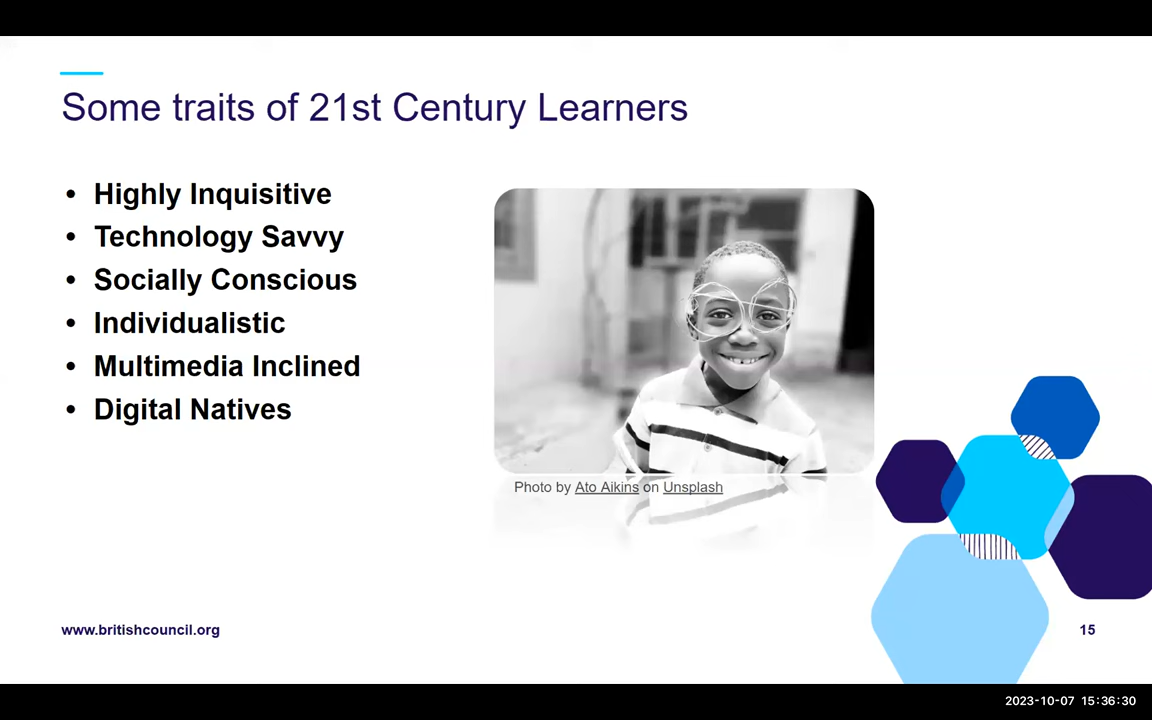 Some traits of 21st Century Learners
• Highly Inquisitive
• Technology Savvy
• Socially Conscious
• Individualistic
• Multimedia Inclined
• Digital Natives
Photo by Ato Aikins on Unsplash
www.britishcouncil.org
15
2023-10-07 15:36:30